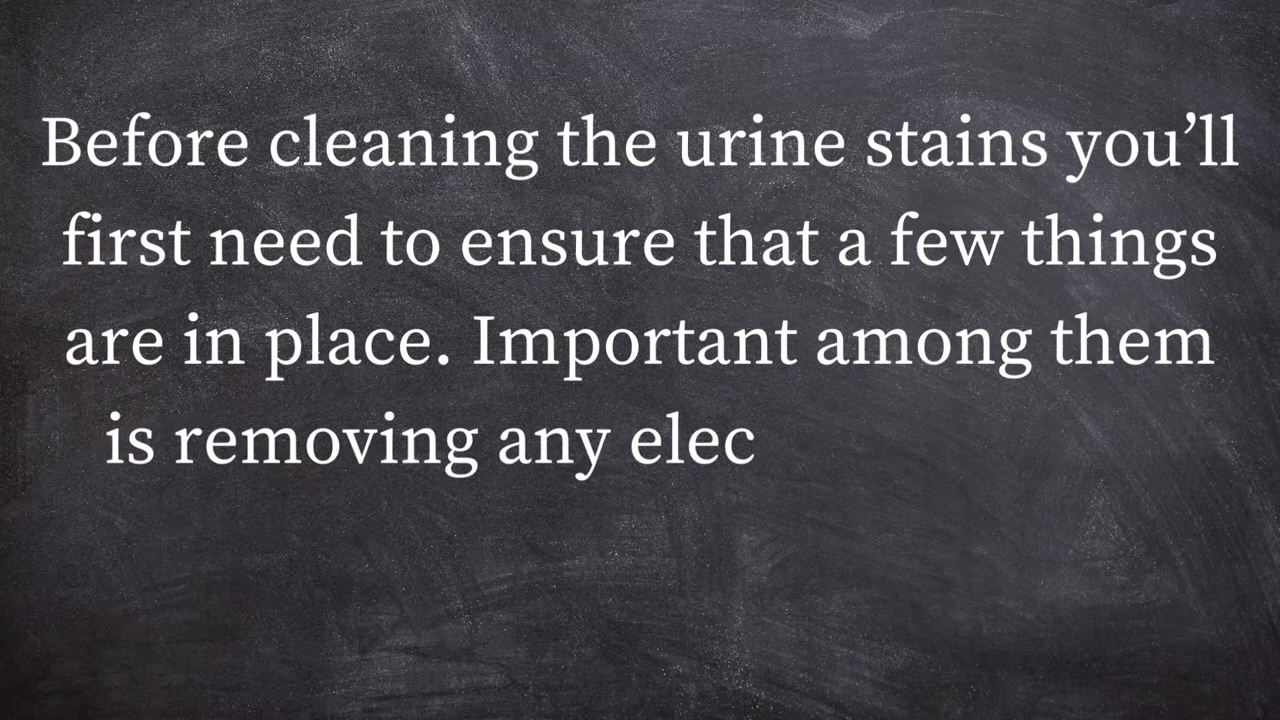 Before cleaning the urine stains you’ll
first need to ensure that a few things
are in place. Important among them
is removing any elec